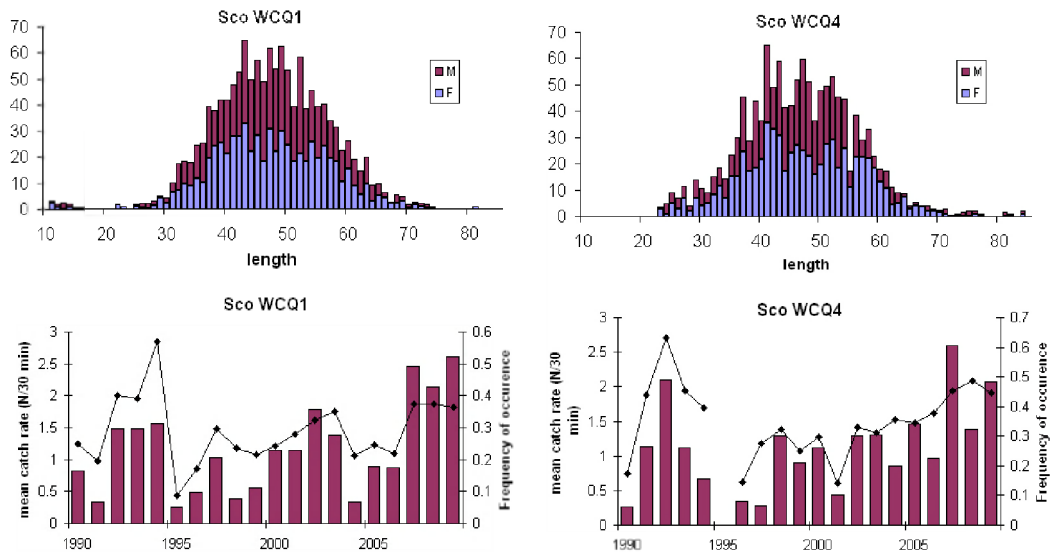 Sco WCQ1
70
60
50
40
30
20
10
0
M
F
10 20 30 40 50 60 70 80
length
Sco WCQ4
70
60
50
40
30
20
10
0
M
F
10 20 30 40 50 60 70 80
length
Sco WCQ1
mean catch rate (N/30 min)
3
2.5
2
1.5
1
0.5
0
0.6
0.5
0.4
0.3
0.2
0.1
0
Frequency of occurence
1990 1995 2000 2005
Sco WCQ4
mean catch rate (N/30
min)
3
2.5
2
1.5
1
0.5
0
0.7
0.6
0.5
0.4
0.3
0.2
0.1
0
Frequency of occurence
1990 1995 2000 2005